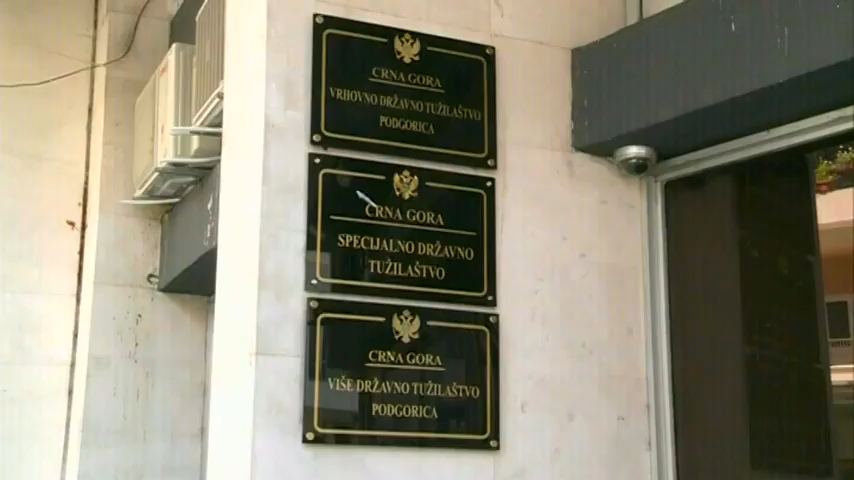 CRNA GORA
VRHOVNO DRŽAVNO TUŽILAŠTVO
PODGORICA
CRNA GORA
SPECIJALNO DRŽAVNO
TUŽILAŠTVO
CRNA GORA
VIŠE DRŽAVNO TUŽILAŠTVO
PODGORICA